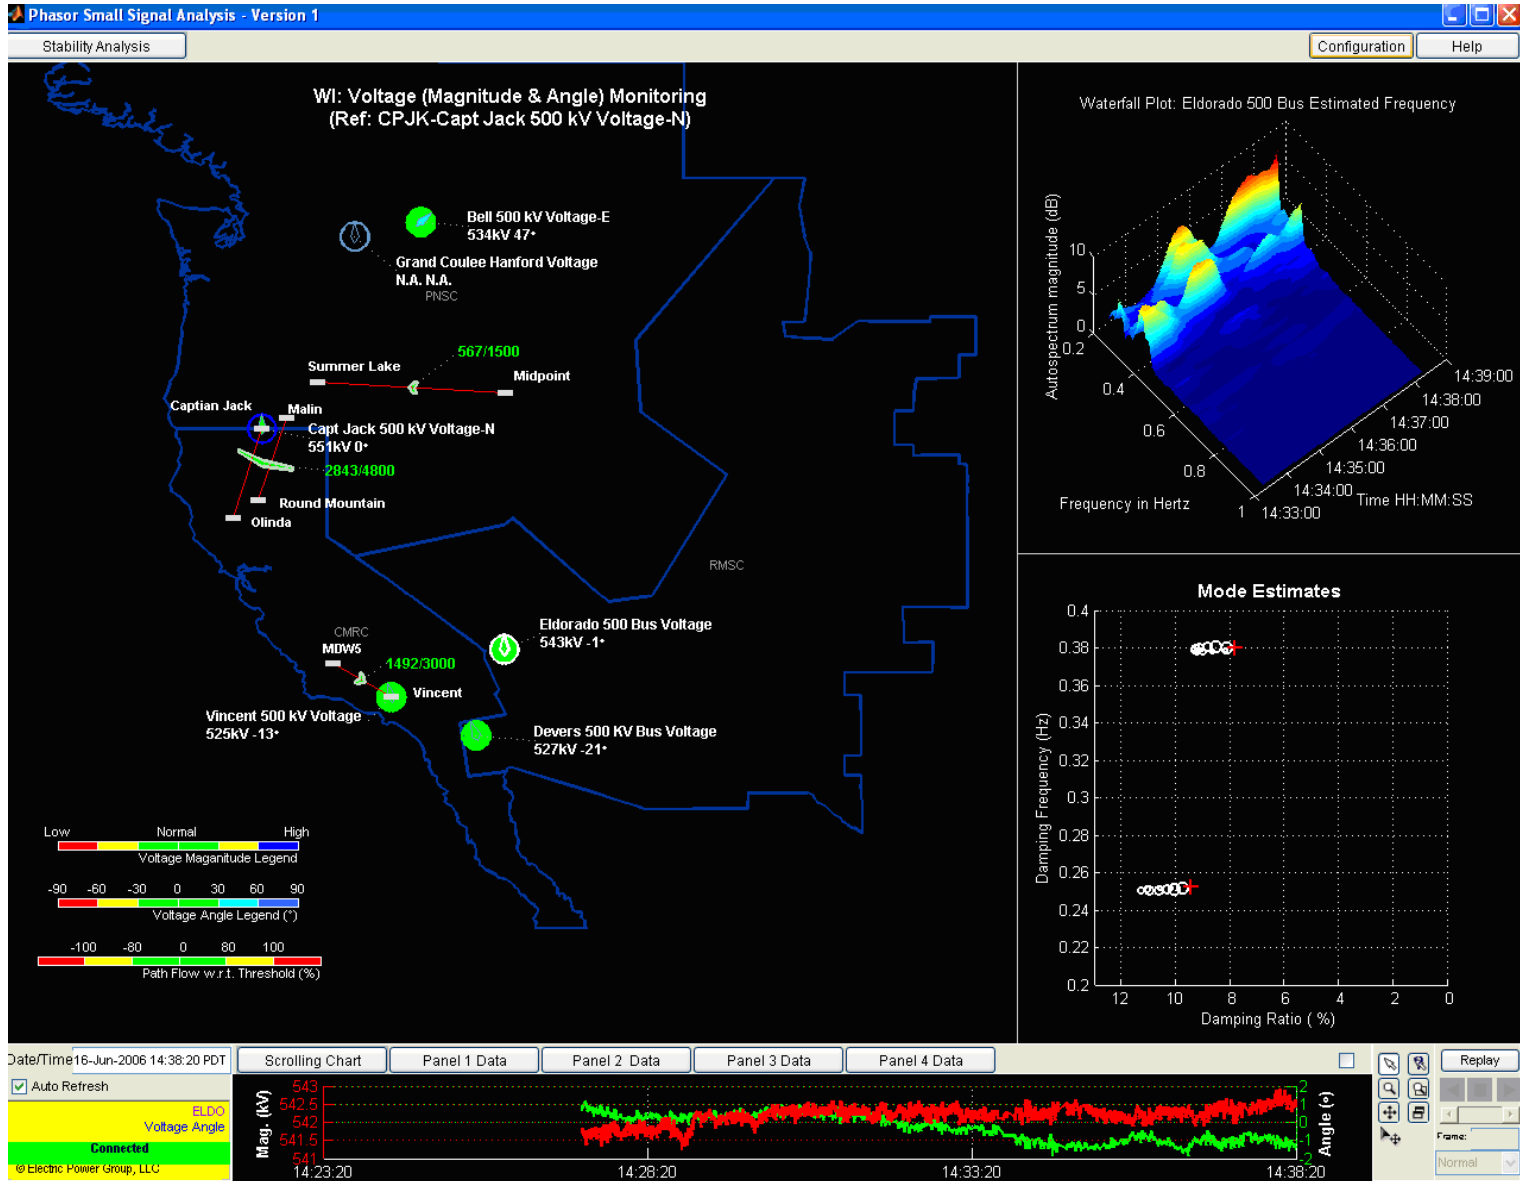 Phasor Small Signal Analysis - Version 1
Stability Analysis
Configuration
Help
WI: Voltage (Magnitude & Angle) Monitoring
(Ref: CPJK-Capt Jack 500 kV Voltage-N)
Bell 500 kV Voltage-E
534kV 47°
Grand Coulee Hanford Voltage
N.A. N.A.
PNSC
567/1500
Summer Lake
Midpoint
Captian Jack
Malin
Capt Jack 500 kV Voltage-N
551kV 0°
2843/4800
Round Mountain
Olinda
RMSC
Eldorado 500 Bus Voltage
543kV -1°
CMRC
MDW5
1492/3000
Vincent
Vincent 500 kV Voltage
525kV -13°
Devers 500 KV Bus Voltage
527kV -21°
Low Normal High
Voltage Maganitude Legend
-90 -60 -30 0 30 60 90
Voltage Angle Legend (°)
-100 -80 0 80 100
Path Flow w.r.t. Threshold (%)
Waterfall Plot: Eldorado 500 Bus Estimated Frequency
Autospectrum magnitude (dB)
10
5
0
0.2
0.4
0.6
0.8
1
Frequency in Hertz
14:39:00
14:38:00
14:37:00
14:36:00
14:35:00
14:34:00
14:33:00
Time HH:MM:SS
Mode Estimates
Damping Frequency (Hz)
0.4
0.38
0.36
0.34
0.32
0.3
0.28
0.26
0.24
0.22
0.2
12 10 8 6 4 2 0
Damping Ratio ( %)
Date/Time 16-Jun-2006 14:38:20 PDT
Scrolling Chart
Panel 1 Data
Panel 2 Data
Panel 3 Data
Panel 4 Data
Replay
Auto Refresh
ELDO
Voltage Angle
Connected
© Electric Power Group, LLC
Mag. (kV)
543
542.5
542
541.5
541
14:23:20 14:28:20 14:33:20 14:38:20
2
1
0
-1
-2
Angle (°)
Frame:
Normal